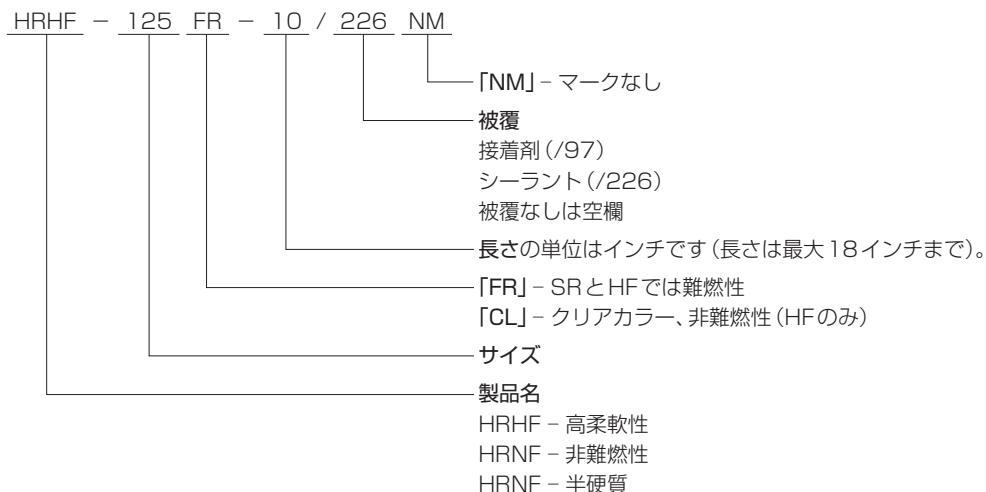 HRHF – 125 FR – 10 / 226 NM
「NM」– マークなし
被覆
接着剤(/97)
シーラント(/226)
被覆なしは空欄
長さの単位はインチです(長さは最大18インチまで)。
「FR」– SRとHFでは難燃性
「CL」– クリアカラー、非難燃性(HFのみ)
サイズ
製品名
HRHF – 高柔軟性
HRNF – 非難燃性
HRNF – 半硬質